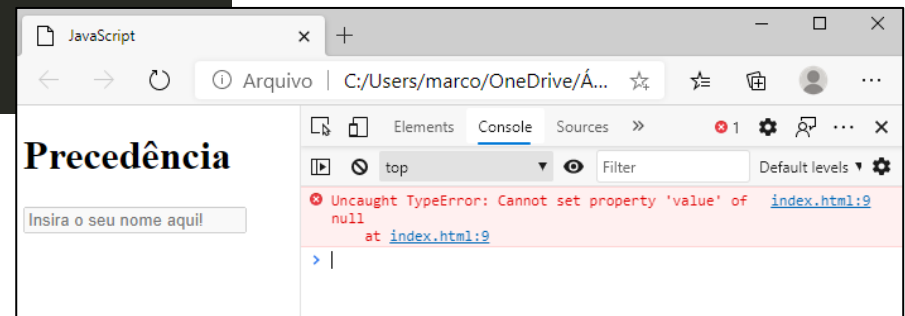 JavaScript
Arquivo | C:/Users/marco/OneDrive/Á...
Elements Console Sources » 1
top Filter Default levels
Uncaught TypeError: Cannot set property 'value' of index.html:9
null
at index.html:9
>
Precedência
Insira o seu nome aqui!